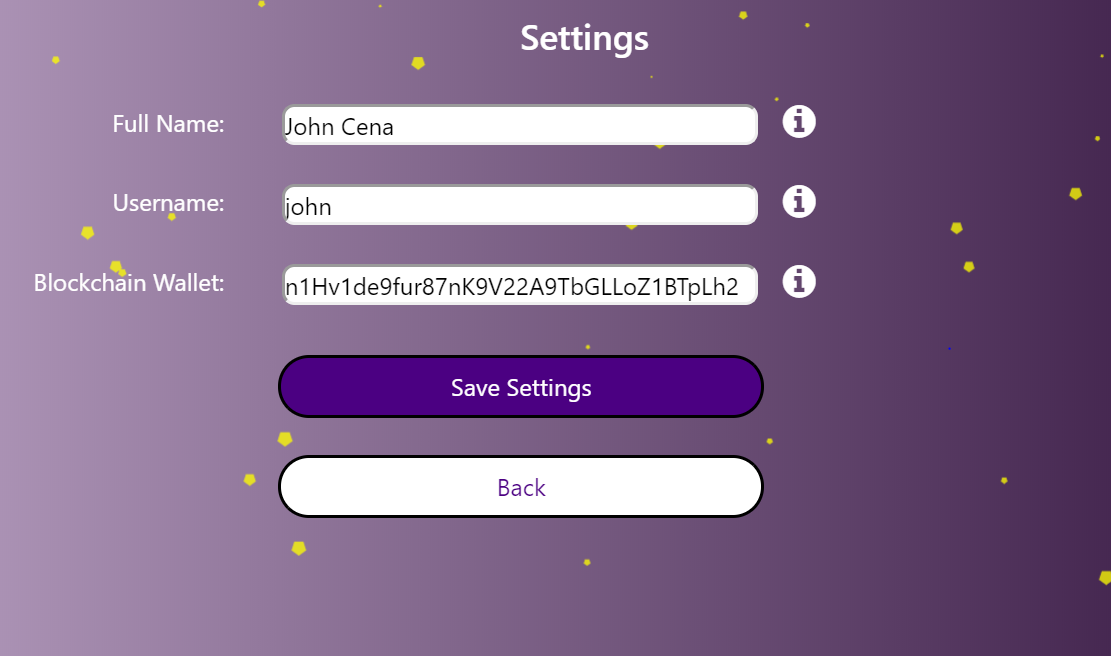 Settings
Full Name: John Cena
Username: john
Blockchain Wallet: n1Hv1de9fur87nK9V22A9TbGLLoZ1BTpLh2
Save Settings
Back